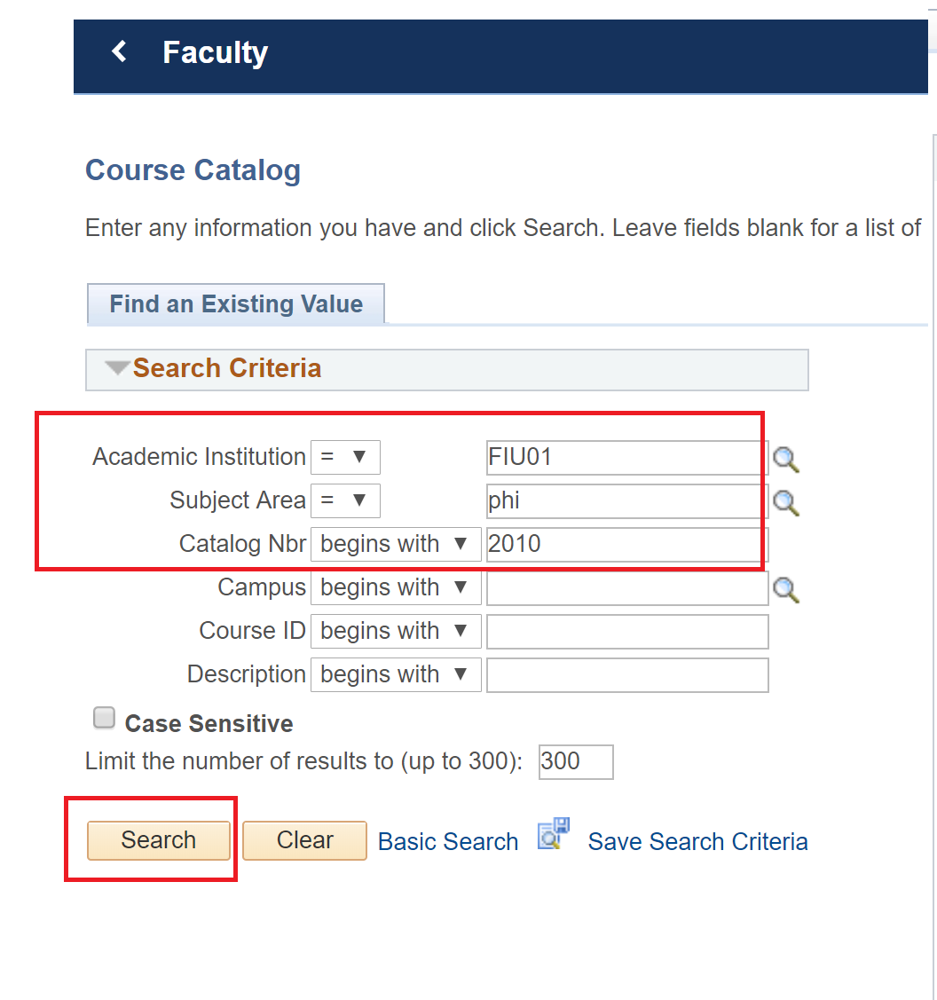 Faculty
Course Catalog
Enter any information you have and click Search. Leave fields blank for a list of
Find an Existing Value
Search Criteria
Academic Institution = FIU01
Subject Area = phi
Catalog Nbr begins with 2010
Campus begins with
Course ID begins with
Description begins with
Case Sensitive
Limit the number of results to (up to 300): 300
Search Clear Basic Search Save Search Criteria